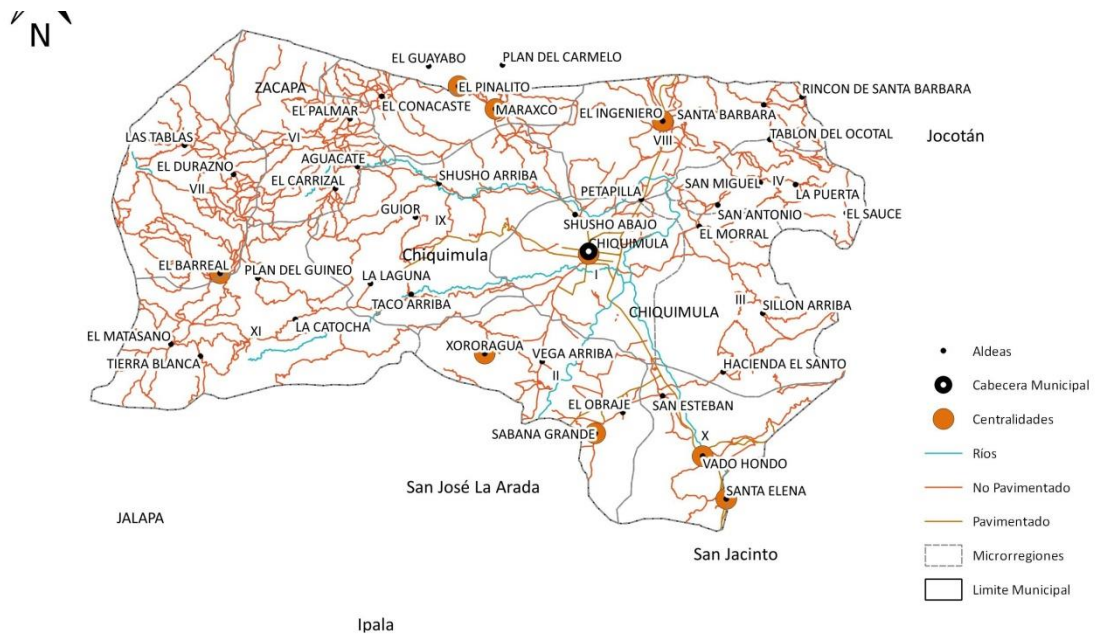 N
EL GUAYABO
PLAN DEL CARMELO
ZACAPA
EL PINALITO
RINCON DE SANTA BARBARA
EL CONACASTE
MARAXCO
EL PALMAR
EL INGENIERO
SANTA BARBARA
Jocotán
LAS TABLAS
VI
VIII
TABLON DEL OCOTAL
AGUACATE
EL DURAZNO
SHUSHO ARRIBA
VII
EL CARRIZAL
PETAPILLA
SAN MIGUEL
IV
LA PUERTA
GUIOR
IX
SHUSHO ABAJO
SAN ANTONIO
EL SAUCE
EL MORRAL
CHIQUIMULA
Chiquimula
EL BARREAL
PLAN DEL GUINEO
LA LAGUNA
I
TACO ARRIBA
III
SILLON ARRIBA
CHIQUIMULA
LA CATOCHA
XI
EL MATASANO
TIERRA BLANCA
XORORAGUA
VEGA ARRIBA
II
HACIENDA EL SANTO
EL OBRAJE
SAN ESTEBAN
SABANA GRANDE
X
VADO HONDO
San José La Arada
SANTA ELENA
JALAPA
San Jacinto
Ipala
Aldeas
Cabecera Municipal
Centralidades
Ríos
No Pavimentado
Pavimentado
Microrregiones
Limite Municipal